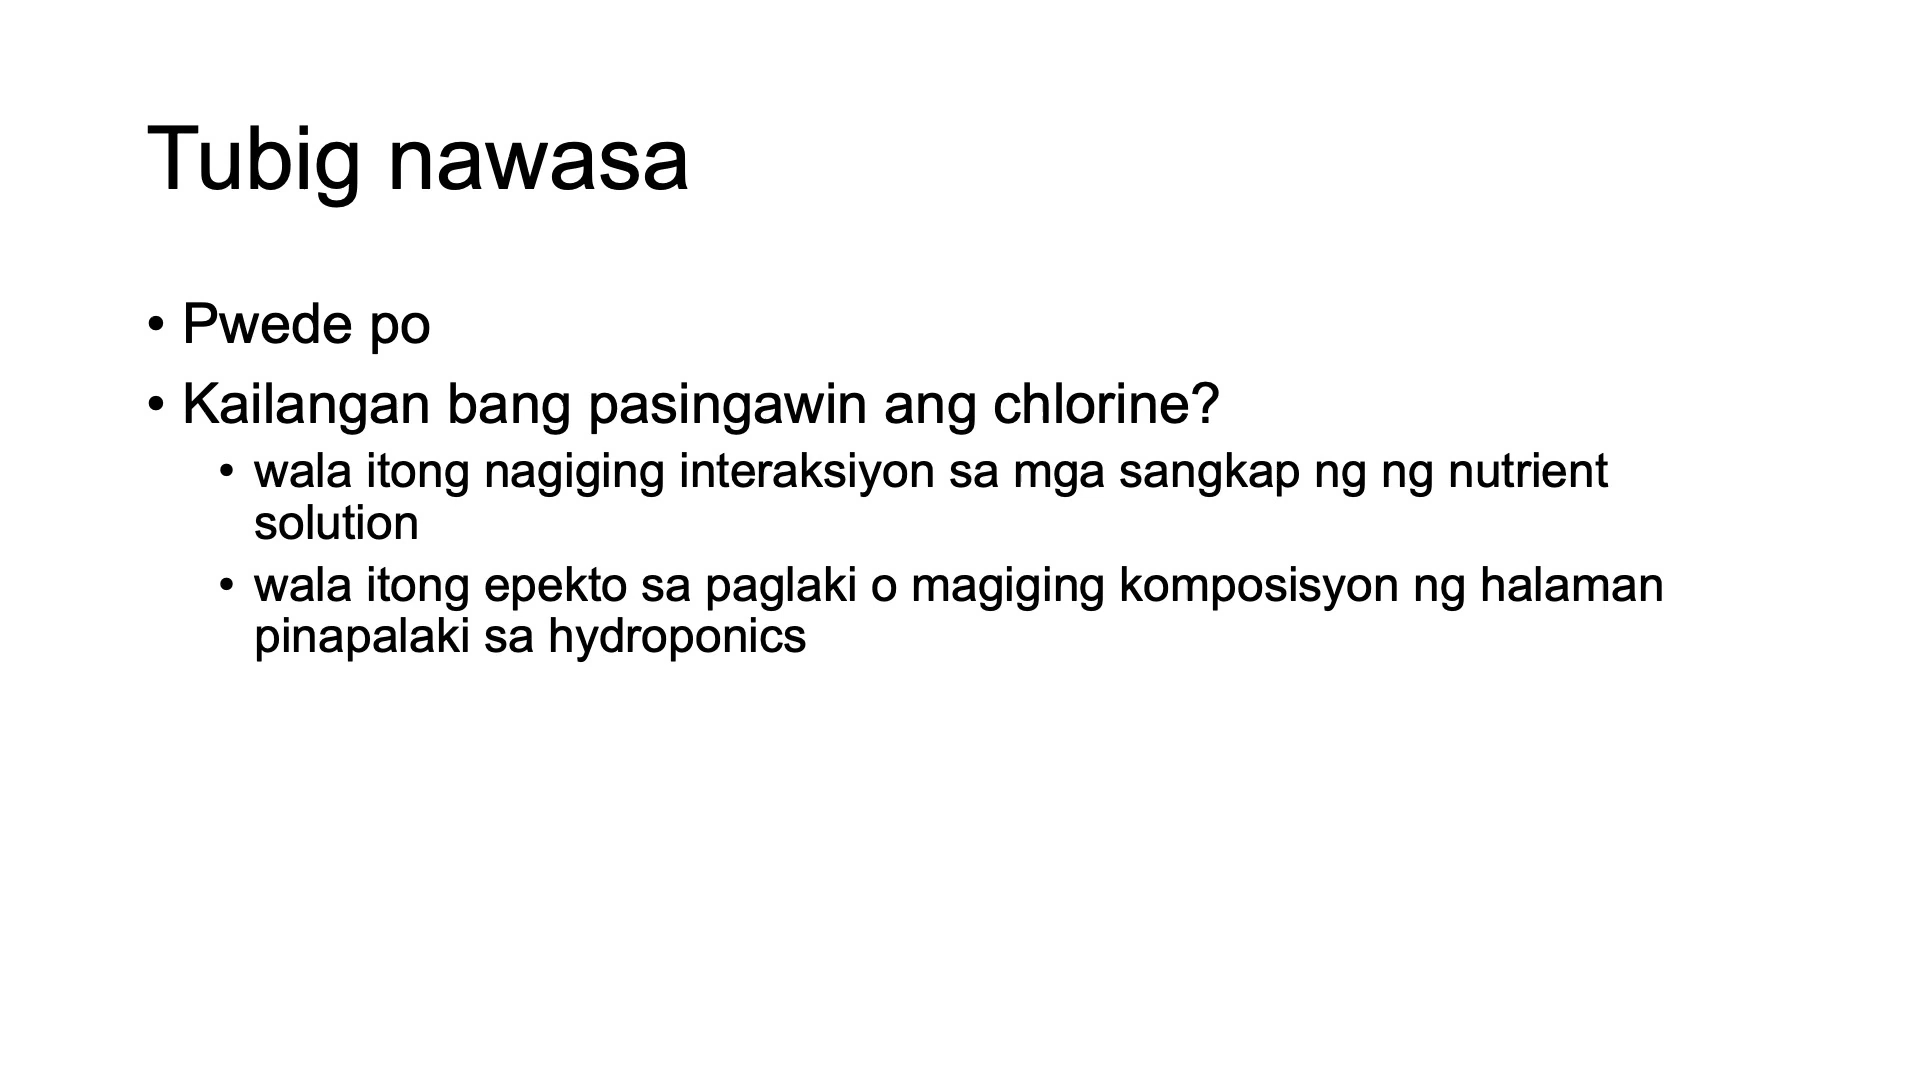 Tubig nawasa
• Pwede po
• Kailangan bang pasingawin ang chlorine?
• wala itong nagiging interaksiyon sa mga sangkap ng ng nutrient
solution
• wala itong epekto sa paglaki o magiging komposisyon ng halaman
pinapalaki sa hydroponics